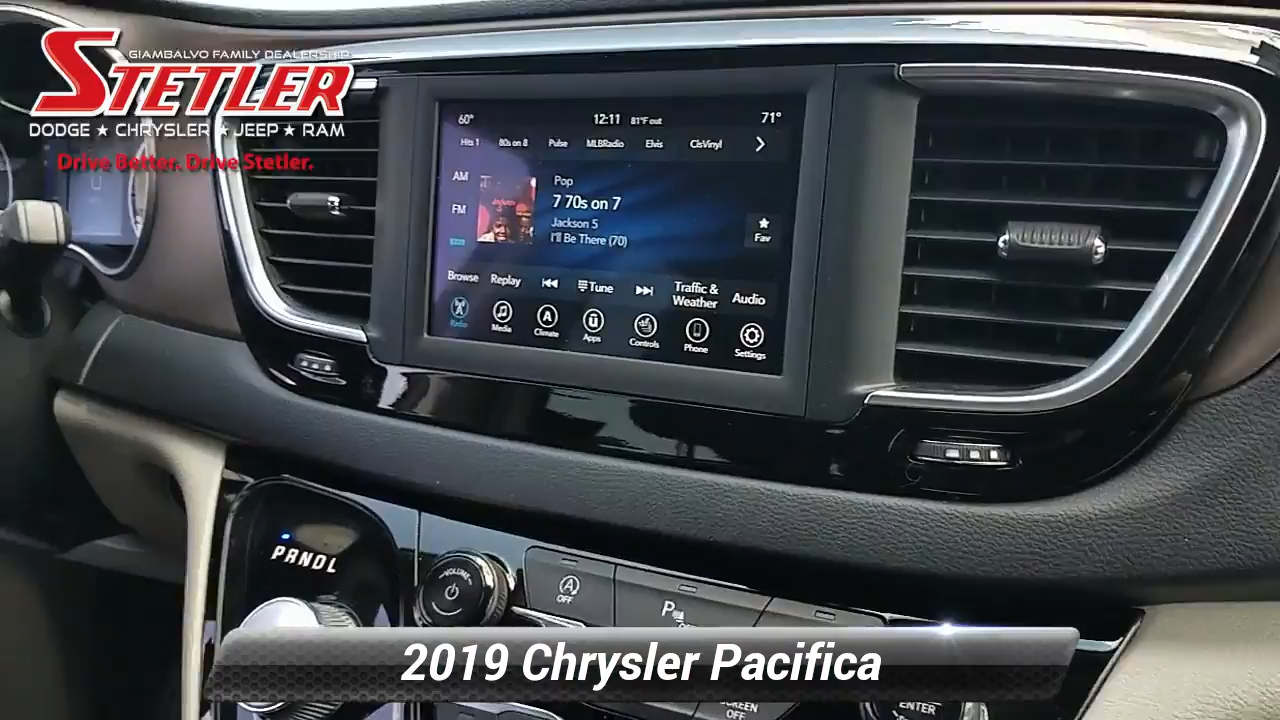 GIAMBALVO FAMILY DEALERSHIP
STETLER
DODGE ★ CHRYSLER ★ JEEP ★ RAM
Drive Better. Drive Stetler.
60° 12:11 81°F out 71°
Hits 1 80s on 8 Pulse MLBRadio Elvis ClsVinyl
AM
FM
Pop
7 70s on 7
Jackson 5
I'll Be There (70)
Fav
Browse Replay Tune Traffic & Weather Audio
Radio Media Climate Apps Controls Phone Settings
PRNDL
VOLUME
A
OFF
P
SCREEN
OFF
ENTER
2019 Chrysler Pacifica